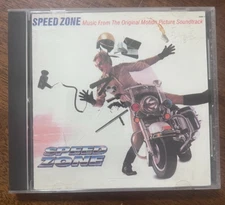 SPEED ZONE Music From The Original Motion Picture Soundtrack
SPEED
ZONE